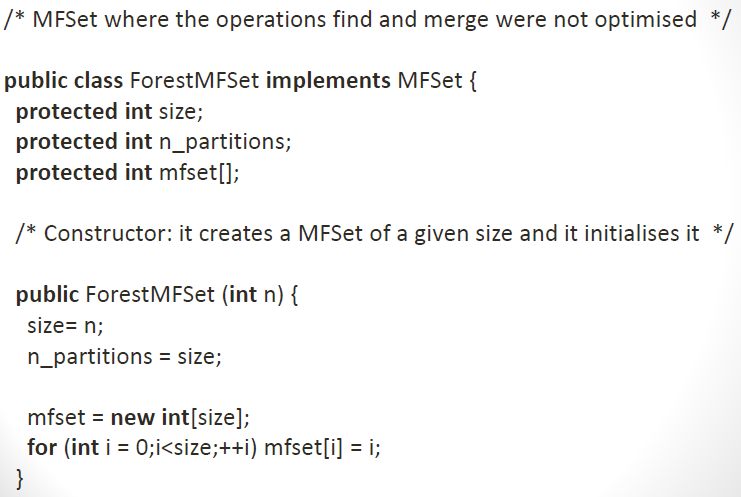 /* MFSet where the operations find and merge were not optimised */
public class ForestMFSet implements MFSet {
protected int size;
protected int n_partitions;
protected int mfset[];
/* Constructor: it creates a MFSet of a given size and it initialises it */
public ForestMFSet (int n) {
size= n;
n_partitions = size;
mfset = new int[size];
for (int i = 0;i<size;++i) mfset[i] = i;
}